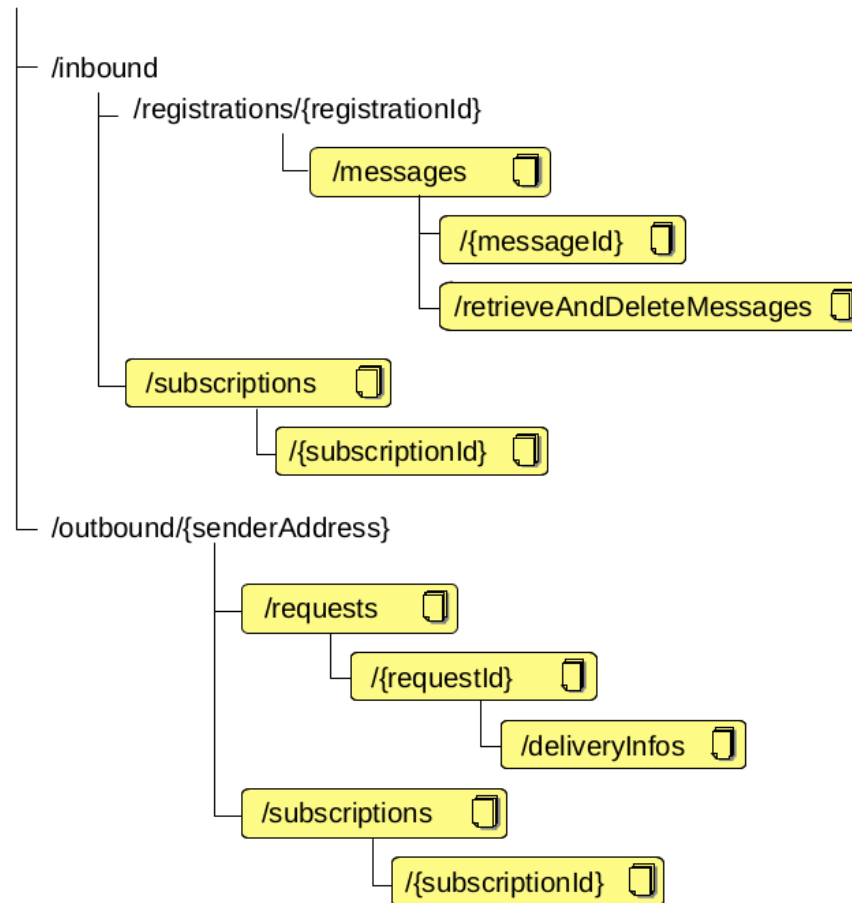 /inbound
/registrations/{registrationId}
/messages
/{messageId}
/retrieveAndDeleteMessages
/subscriptions
/{subscriptionId}
/outbound/{senderAddress}
/requests
/{requestId}
/deliveryInfos
/subscriptions
/{subscriptionId}